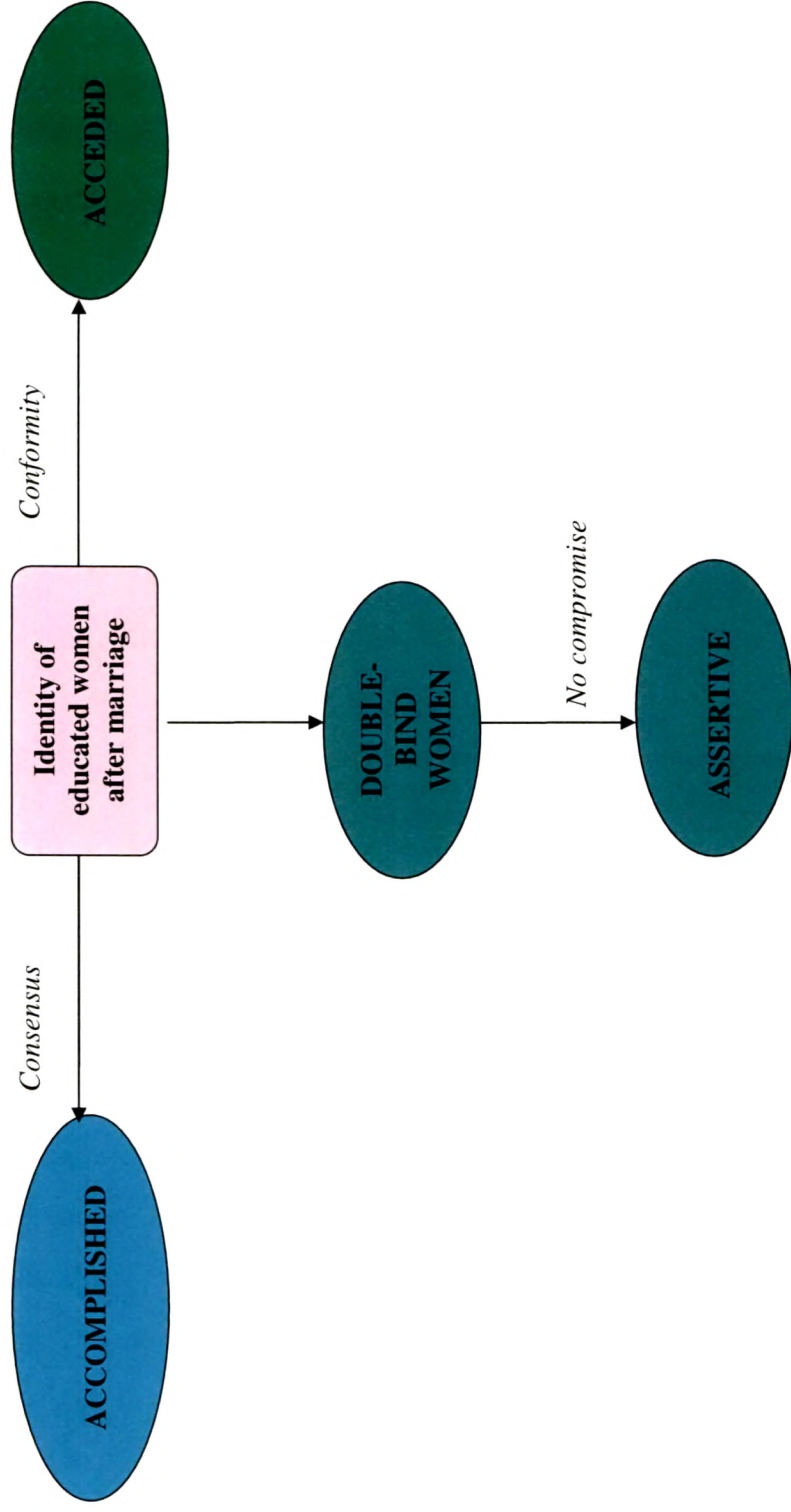 Identity of
educated women
after marriage
Consensus
Conformity
ACCOMPLISHED
ACCEDED
DOUBLE-
BIND
WOMEN
No compromise
ASSERTIVE